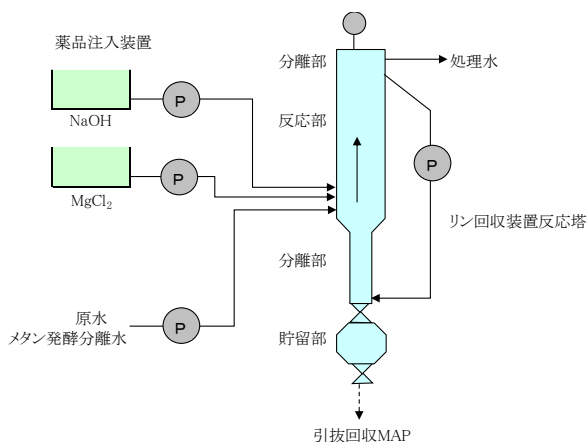 薬品注入装置
分離部
処理水
P
NaOH
反応部
P
MgCl₂
P
リン回収装置反応塔
分離部
原水
メタン発酵分離水
P
貯留部
引抜回収MAP